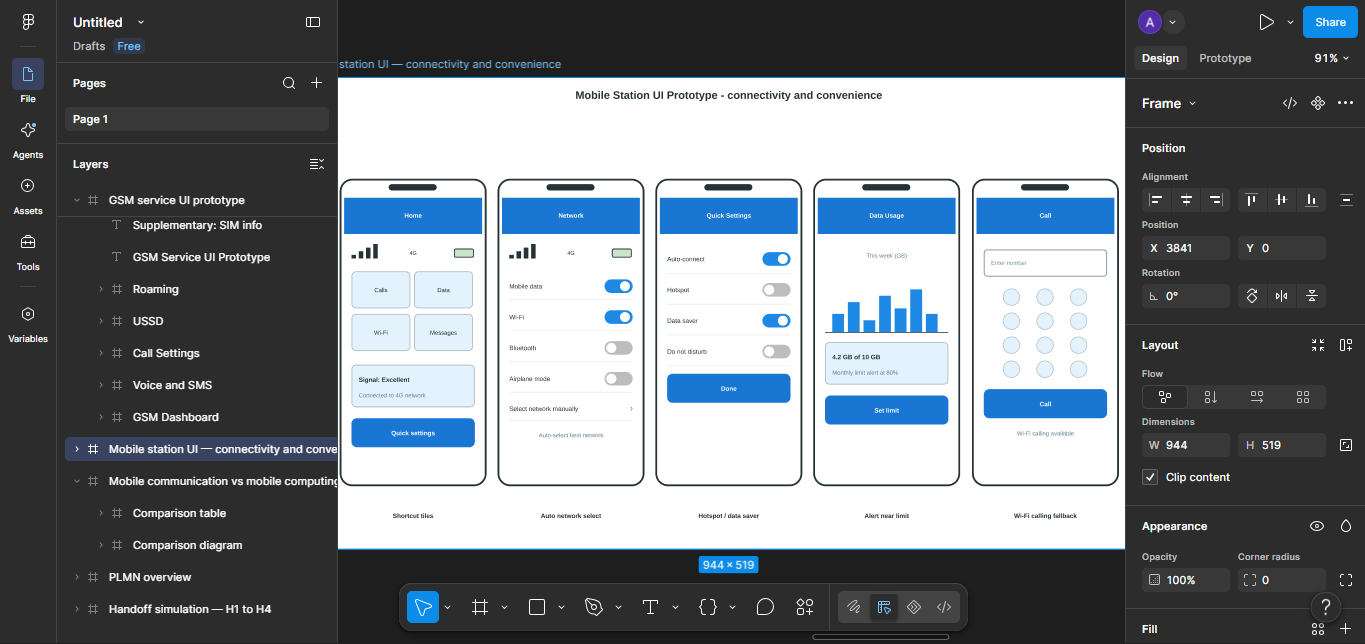 Untitled
Drafts Free
File
Agents
Assets
Tools
Variables
Pages
Page 1
Layers
GSM service UI prototype
Supplementary: SIM info
GSM Service UI Prototype
Roaming
USSD
Call Settings
Voice and SMS
GSM Dashboard
Mobile station UI — connectivity and conve
Mobile communication vs mobile computing
Comparison table
Comparison diagram
PLMN overview
Handoff simulation — H1 to H4
station UI — connectivity and convenience
Mobile Station UI Prototype - connectivity and convenience
Home
4G
Calls
Data
Wi-Fi
Messages
Signal: Excellent
Connected to 4G network
Quick settings
Shortcut tiles
Network
4G
Mobile data
Wi-Fi
Bluetooth
Airplane mode
Select network manually ›
Auto-select best network
Auto network select
Quick Settings
Auto-connect
Hotspot
Data saver
Do not disturb
Done
Hotspot / data saver
Data Usage
This week (GB)
4.2 GB of 10 GB
Monthly limit alert at 80%
Set limit
Alert near limit
Call
Enter number
Call
Wi-Fi calling available
Wi-Fi calling fallback
944 × 519
A
Share
Design Prototype 91%
Frame
Position
Alignment
Position
X 3841 Y 0
Rotation
0°
Layout
Flow
Dimensions
W 944 H 519
Clip content
Appearance
Opacity Corner radius
100% 0
?
Fill